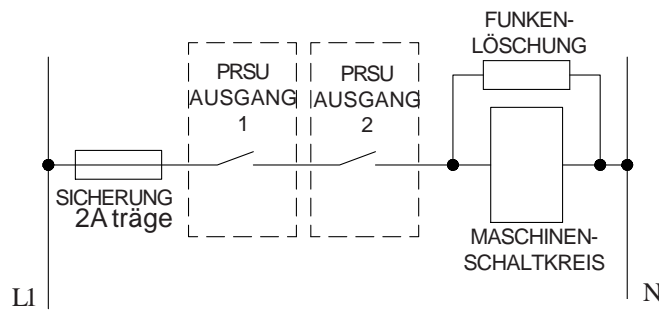 FUNKEN-
LÖSCHUNG
PRSU
AUSGANG
1
PRSU
AUSGANG
2
SICHERUNG
2A träge
MASCHINEN-
SCHALTKREIS
L1
N